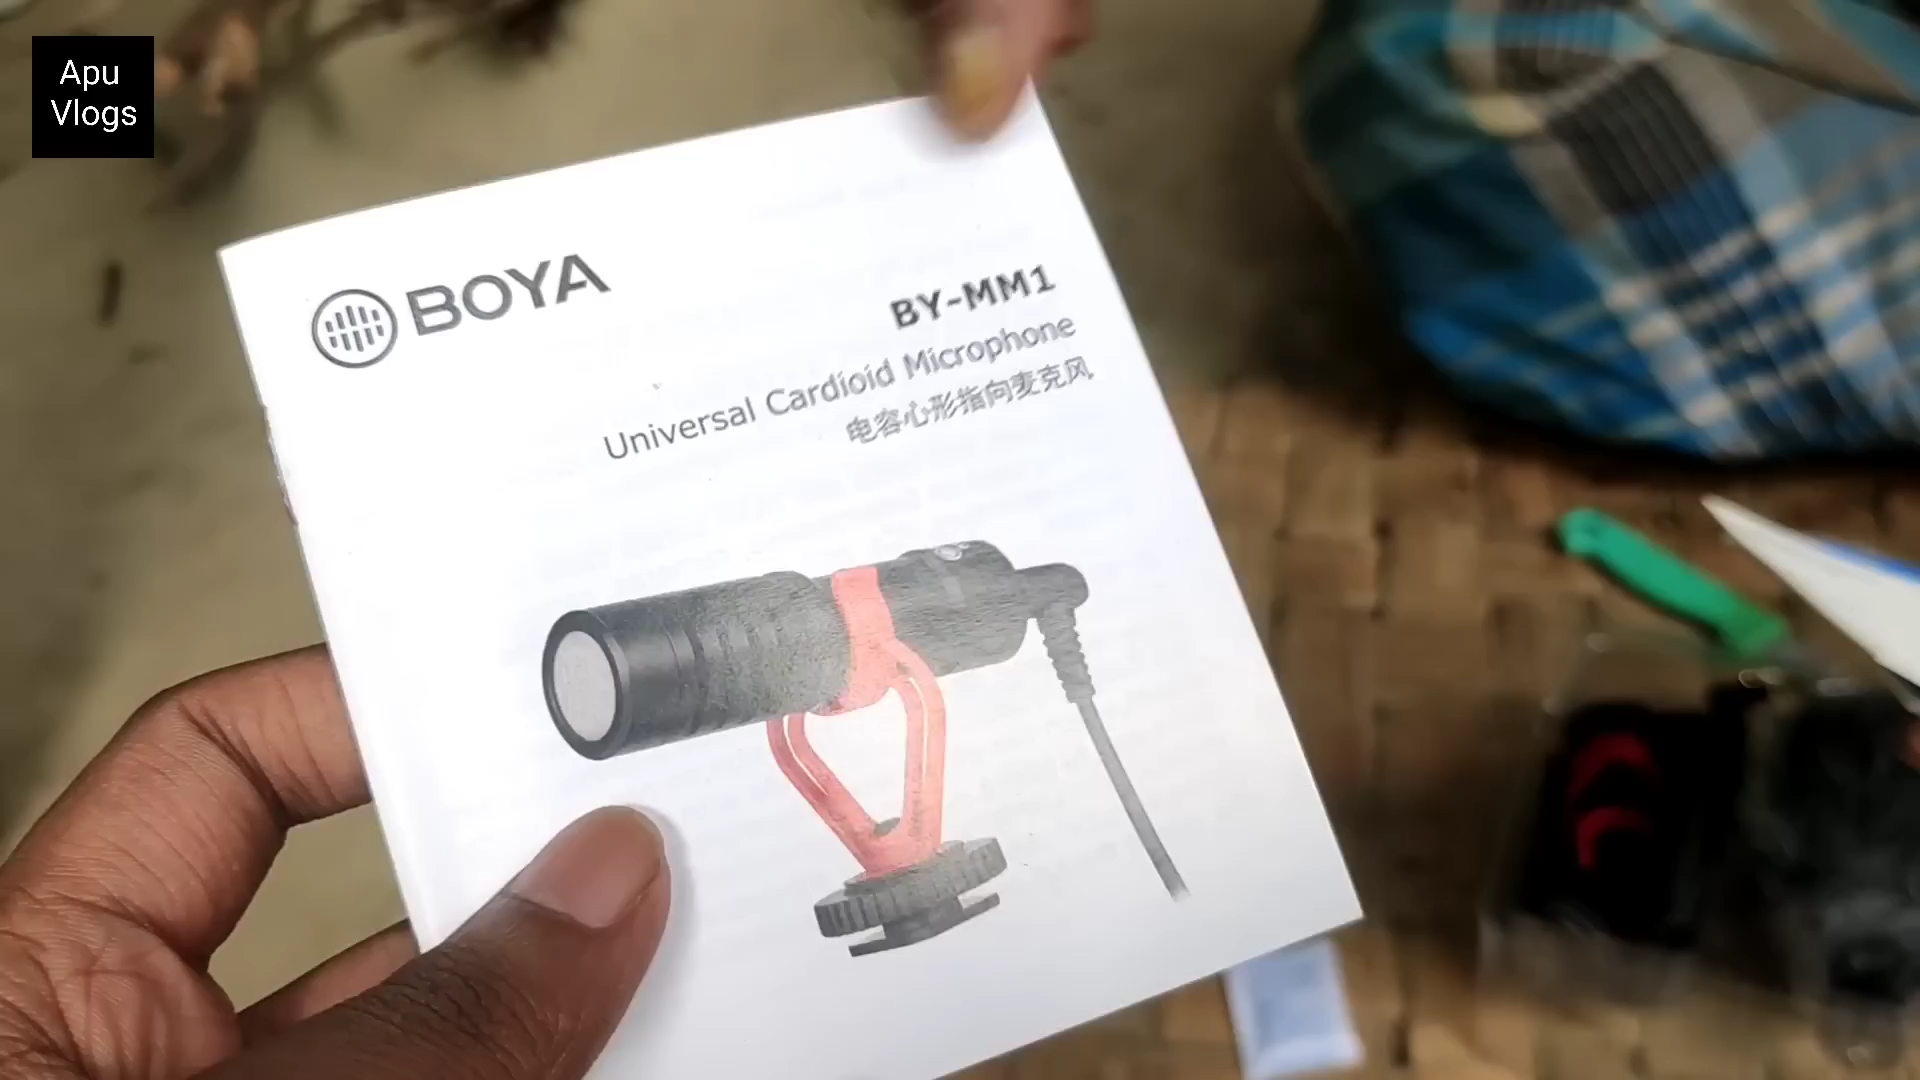 Apu
Vlogs
BOYA
BY-MM1
Universal Cardioid Microphone
电容心形指向麦克风